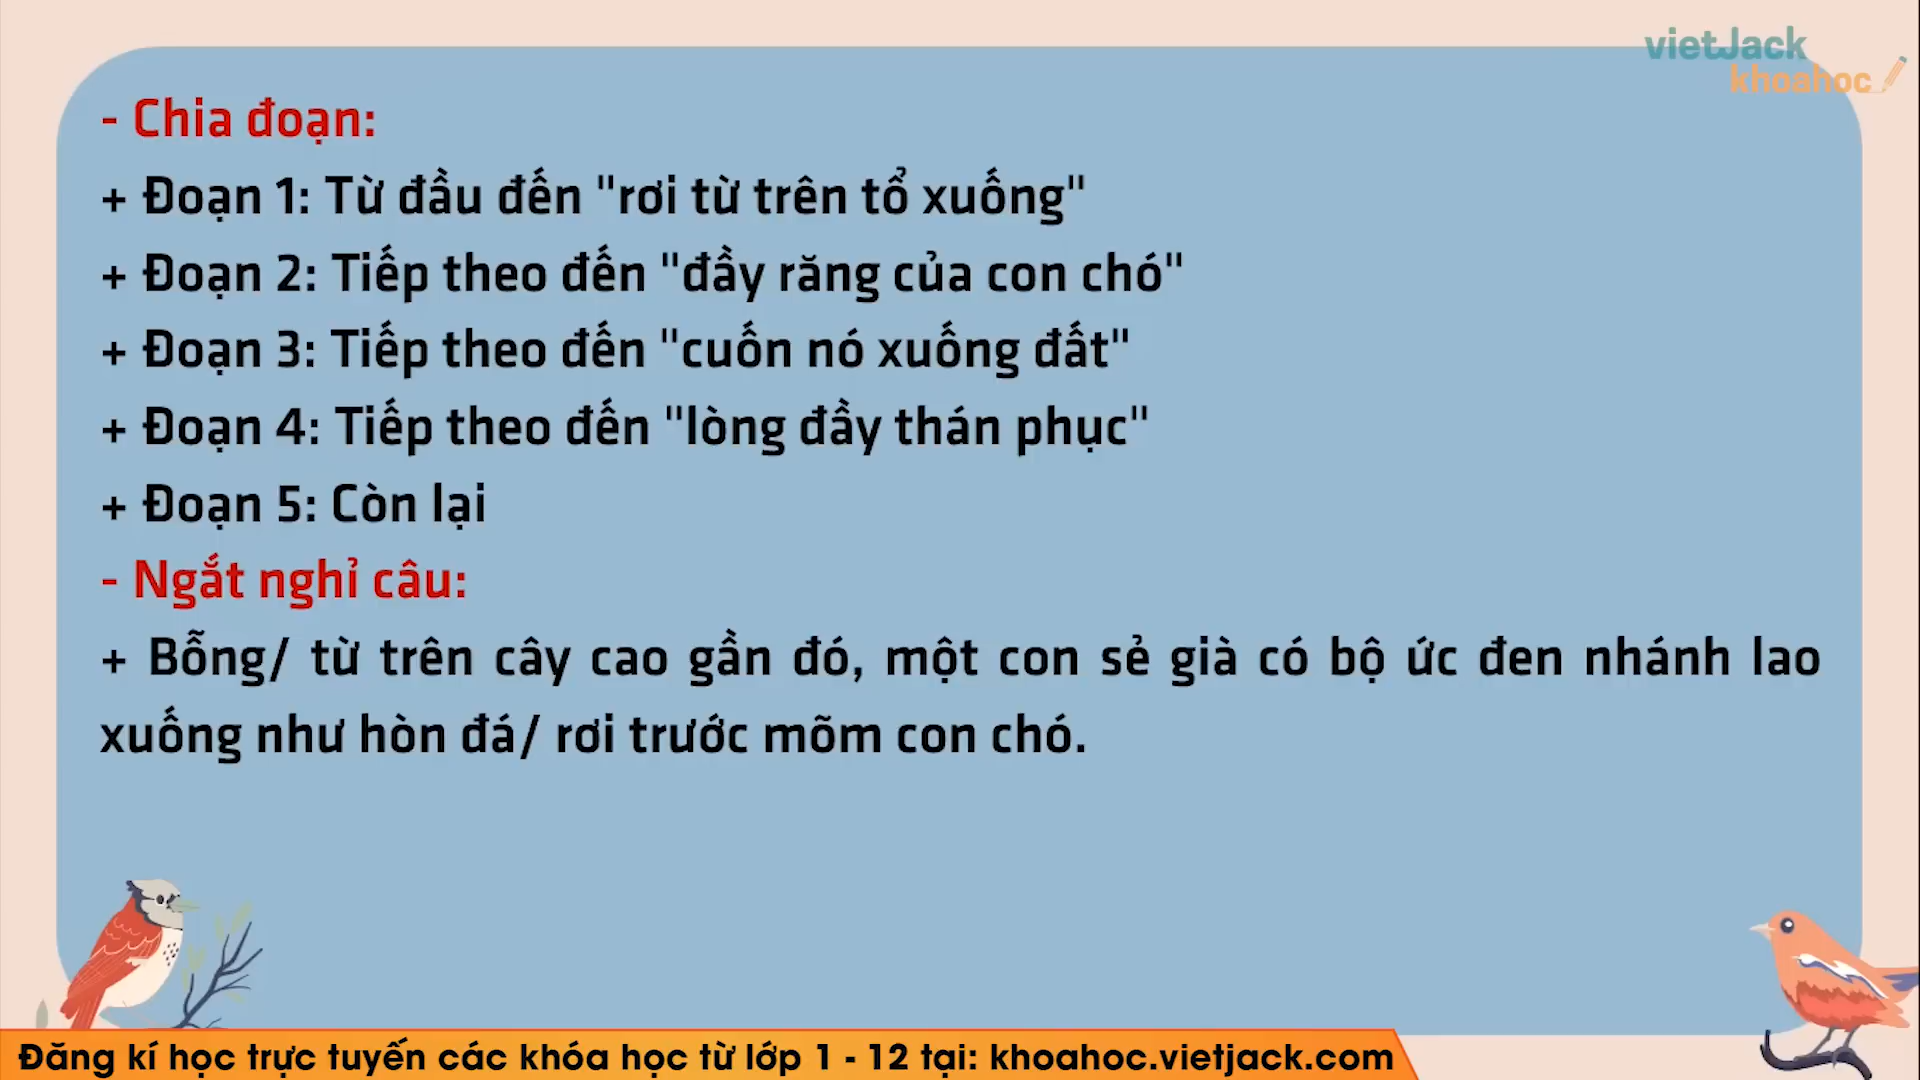 vietJack
khoahoc
- Chia đoạn:
+ Đoạn 1: Từ đầu đến "rơi từ trên tổ xuống"
+ Đoạn 2: Tiếp theo đến "đầy răng của con chó"
+ Đoạn 3: Tiếp theo đến "cuốn nó xuống đất"
+ Đoạn 4: Tiếp theo đến "lòng đầy thán phục"
+ Đoạn 5: Còn lại
- Ngắt nghỉ câu:
+ Bỗng/ từ trên cây cao gần đó, một con sẻ già có bộ ức đen nhánh lao
xuống như hòn đá/ rơi trước mõm con chó.
Đăng kí học trực tuyến các khóa học từ lớp 1 - 12 tại: khoahoc.vietjack.com